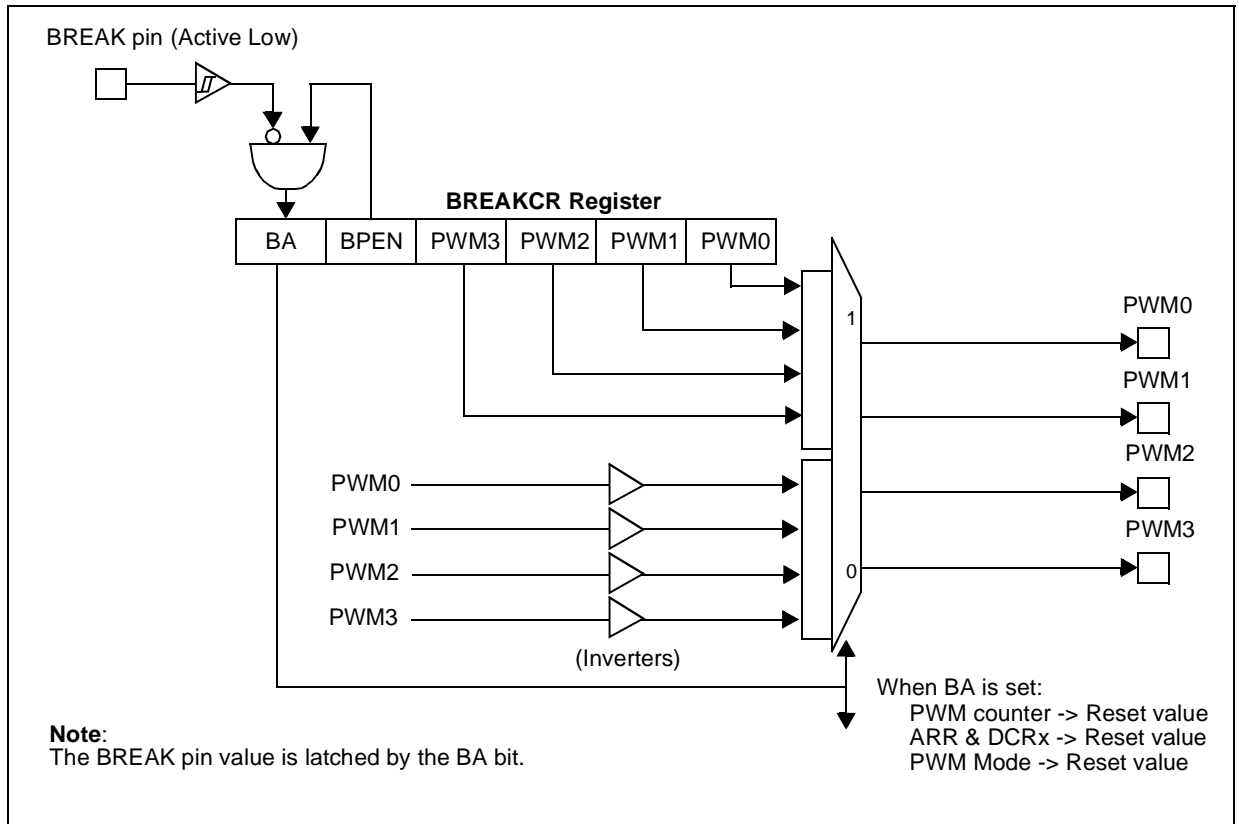 BREAK pin (Active Low)
BREAKCR Register
BA BPEN PWM3 PWM2 PWM1 PWM0
1
PWM0
PWM1
PWM2
PWM3
PWM0
PWM1
PWM2
PWM3
0
(Inverters)
When BA is set:
PWM counter -> Reset value
ARR & DCRx -> Reset value
PWM Mode -> Reset value
Note:
The BREAK pin value is latched by the BA bit.